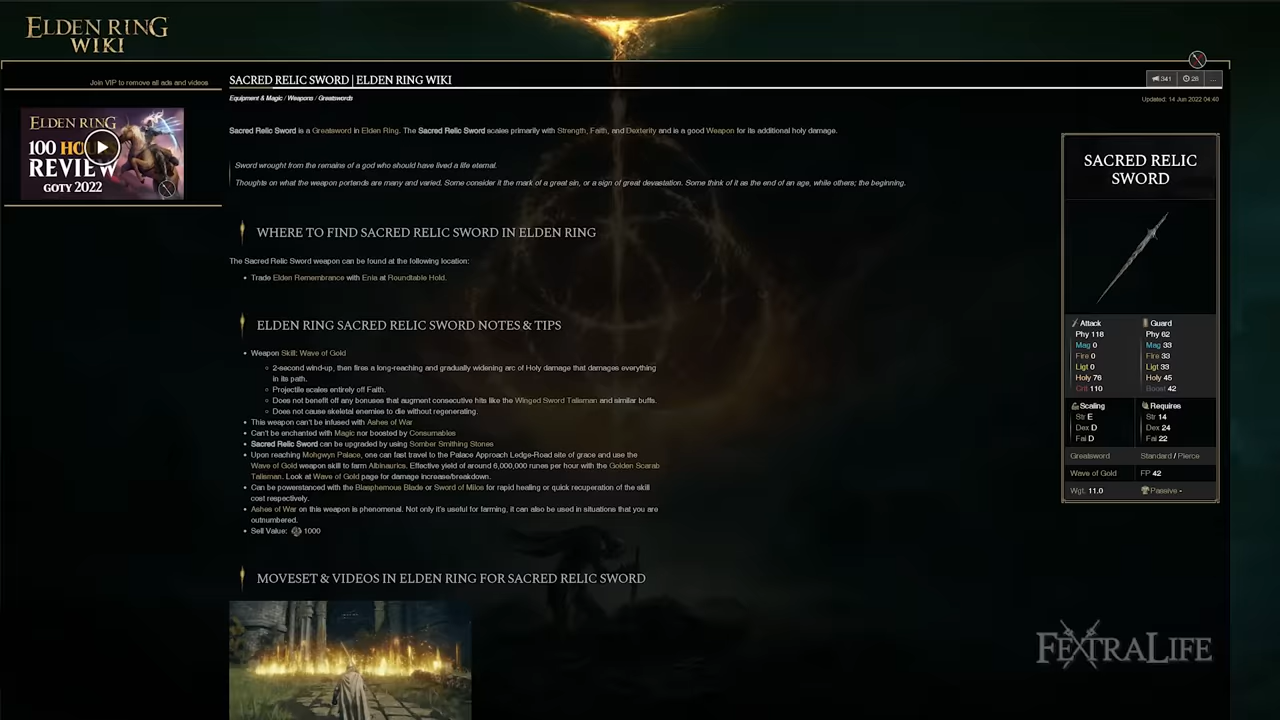 ELDEN RING
WIKI
Join VIP to remove all ads and videos
ELDEN RING
100 HO
REVIEW
GOTY 2022
SACRED RELIC SWORD | ELDEN RING WIKI
341
26
...
Equipment & Magic / Weapons / Greatswords
Updated: 14 Jun 2022 04:40
Sacred Relic Sword is a Greatsword in Elden Ring. The Sacred Relic Sword scales primarily with Strength, Faith, and Dexterity and is a good Weapon for its additional holy damage.
Sword wrought from the remains of a god who should have lived a life eternal.
Thoughts on what the weapon portends are many and varied. Some consider it the mark of a great sin, or a sign of great devastation. Some think of it as the end of an age, while others; the beginning.
WHERE TO FIND SACRED RELIC SWORD IN ELDEN RING
The Sacred Relic Sword weapon can be found at the following location:
Trade Elden Remembrance with Enia at Roundtable Hold.
ELDEN RING SACRED RELIC SWORD NOTES & TIPS
Weapon Skill: Wave of Gold
2-second wind-up, then fires a long-reaching and gradually widening arc of Holy damage that damages everything
in its path.
Projectile scales entirely off Faith.
Does not benefit off any bonuses that augment consecutive hits like the Winged Sword Talisman and similar buffs.
Does not cause skeletal enemies to die without regenerating.
This weapon can't be infused with Ashes of War
Can't be enchanted with Magic nor boosted by Consumables
Sacred Relic Sword can be upgraded by using Somber Smithing Stones
Upon reaching Mohgwyn Palace, one can fast travel to the Palace Approach Ledge-Road site of grace and use the
Wave of Gold weapon skill to farm Albinaurics. Effective yield of around 6,000,000 runes per hour with the Golden Scarab
Talisman. Look at Wave of Gold page for damage increase/breakdown.
Can be powerstanced with the Blasphemous Blade or Sword of Milos for rapid healing or quick recuperation of the skill
cost respectively.
Ashes of War on this weapon is phenomenal. Not only it's useful for farming, it can also be used in situations that you are
outnumbered.
Sell Value: 1000
MOVESET & VIDEOS IN ELDEN RING FOR SACRED RELIC SWORD
SACRED RELIC
SWORD
Attack Guard
Phy 118 Phy 62
Mag 0 Mag 33
Fire 0 Fire 33
Ligt 0 Ligt 33
Holy 76 Holy 45
Crit 110 Boost 42
Scaling Requires
Str E Str 14
Dex D Dex 24
Fai D Fai 22
Greatsword Standard / Pierce
Wave of Gold FP 42
Wgt. 11.0 Passive -
FEXTRALIFE